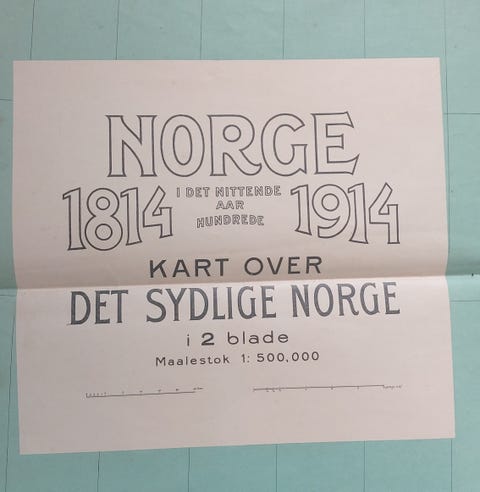 NORGE
1814 I DET NITTENDE 1914
AAR
HUNDREDE
KART OVER
DET SYDLIGE NORGE
i 2 blade
Maalestok 1: 500,000